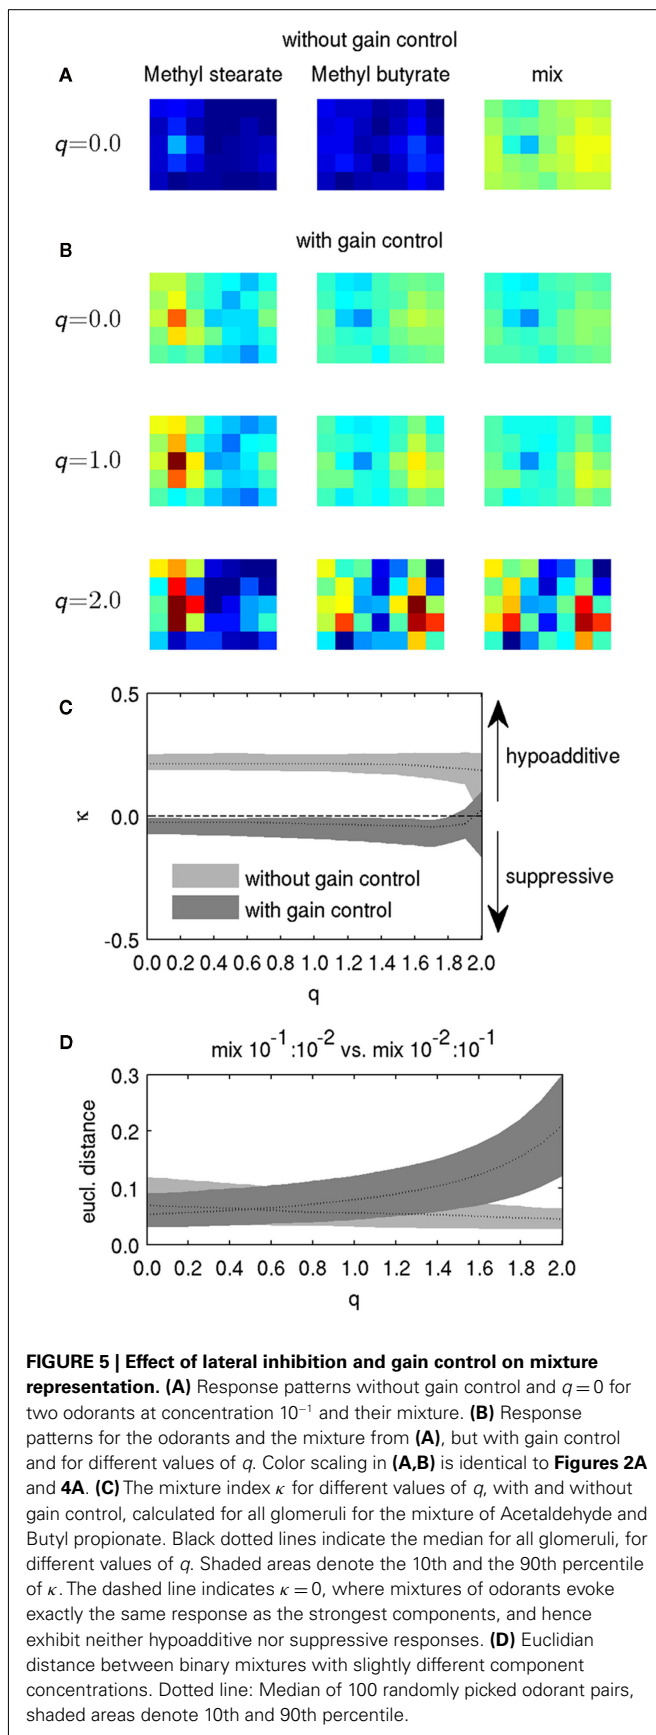 without gain control
A
Methyl stearate Methyl butyrate mix
q=0.0
B
with gain control
q=0.0
q=1.0
q=2.0
C
0.5
0.0
-0.5
κ
hypoadditive
suppressive
without gain control
with gain control
0.0 0.2 0.4 0.6 0.8 1.0 1.2 1.4 1.6 1.8 2.0
q
D
mix 10⁻¹:10⁻² vs. mix 10⁻²:10⁻¹
0.3
0.2
0.1
0.0
eucl. distance
0.0 0.2 0.4 0.6 0.8 1.0 1.2 1.4 1.6 1.8 2.0
q
FIGURE 5 | Effect of lateral inhibition and gain control on mixture
representation. (A) Response patterns without gain control and q = 0 for
two odorants at concentration 10⁻¹ and their mixture. (B) Response
patterns for the odorants and the mixture from (A), but with gain control
and for different values of q. Color scaling in (A,B) is identical to Figures 2A
and 4A. (C) The mixture index κ for different values of q, with and without
gain control, calculated for all glomeruli for the mixture of Acetaldehyde and
Butyl propionate. Black dotted lines indicate the median for all glomeruli, for
different values of q. Shaded areas denote the 10th and the 90th percentile
of κ. The dashed line indicates κ = 0, where mixtures of odorants evoke
exactly the same response as the strongest components, and hence
exhibit neither hypoadditive nor suppressive responses. (D) Euclidian
distance between binary mixtures with slightly different component
concentrations. Dotted line: Median of 100 randomly picked odorant pairs,
shaded areas denote 10th and 90th percentile.